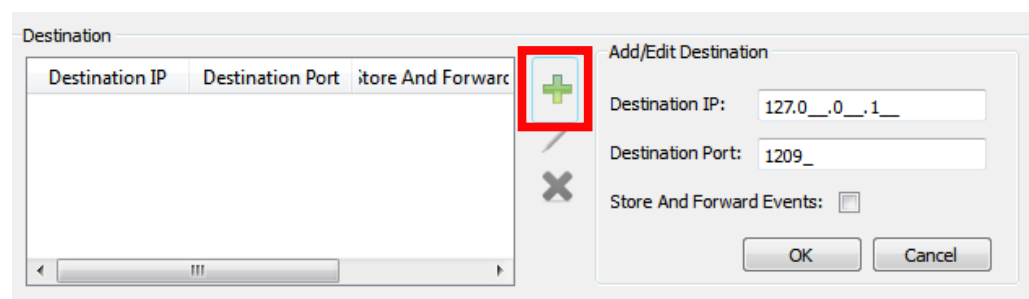 Destination
Destination IP Destination Port Store And Forward
Add/Edit Destination
Destination IP: 127.0__.0__.1__
Destination Port: 1209_
Store And Forward Events:
OK Cancel